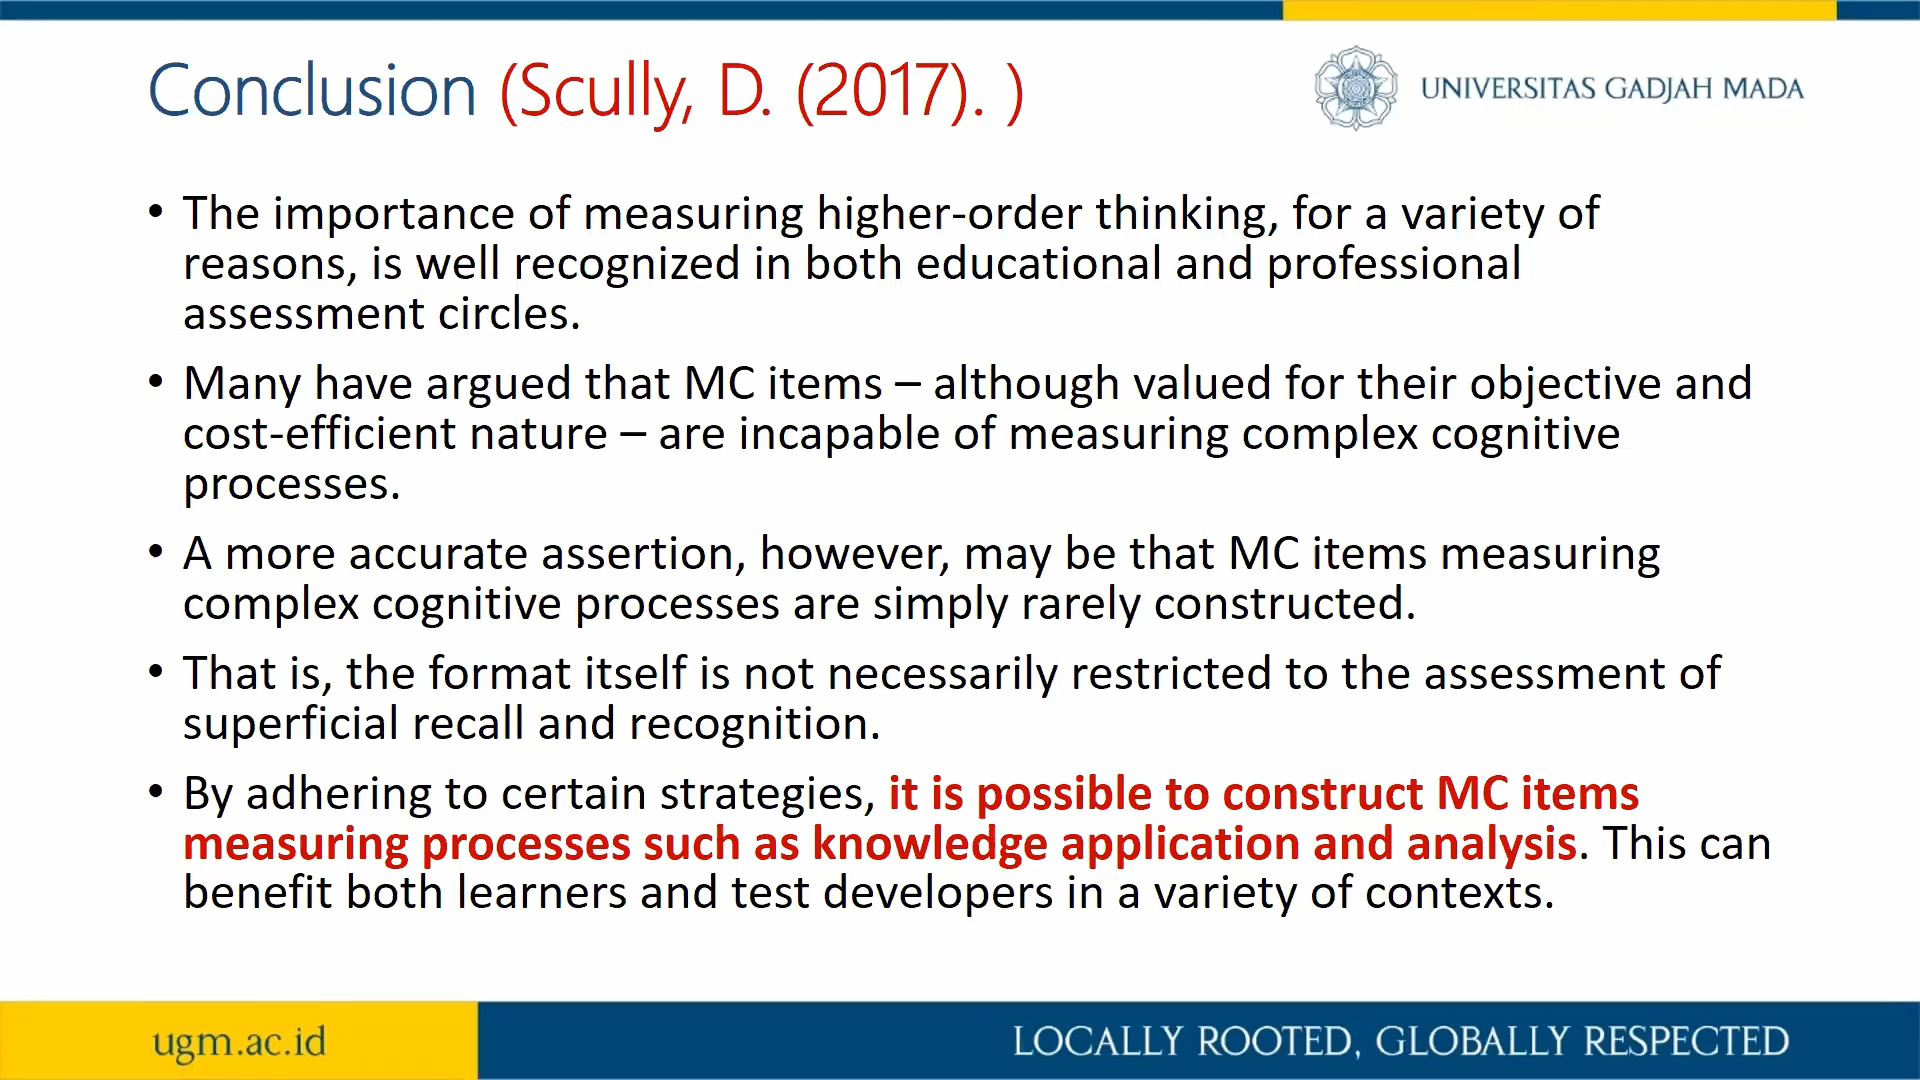 Conclusion (Scully, D. (2017). )
UNIVERSITAS GADJAH MADA
• The importance of measuring higher-order thinking, for a variety of
reasons, is well recognized in both educational and professional
assessment circles.
• Many have argued that MC items – although valued for their objective and
cost-efficient nature – are incapable of measuring complex cognitive
processes.
• A more accurate assertion, however, may be that MC items measuring
complex cognitive processes are simply rarely constructed.
• That is, the format itself is not necessarily restricted to the assessment of
superficial recall and recognition.
• By adhering to certain strategies, it is possible to construct MC items
measuring processes such as knowledge application and analysis. This can
benefit both learners and test developers in a variety of contexts.
ugm.ac.id
LOCALLY ROOTED, GLOBALLY RESPECTED